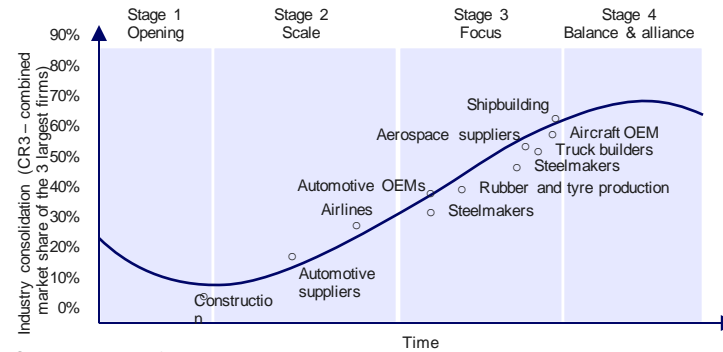 Stage 1
Opening
Stage 2
Scale
Stage 3
Focus
Stage 4
Balance & alliance
Industry consolidation (CR3 – combined
market share of the 3 largest firms)
90%
80%
70%
60%
50%
40%
30%
20%
10%
0%
Shipbuilding
Aerospace suppliers
Aircraft OEM
Truck builders
Steelmakers
Automotive OEMs
Rubber and tyre production
Airlines
Steelmakers
Automotive
suppliers
Constructio
n
Time